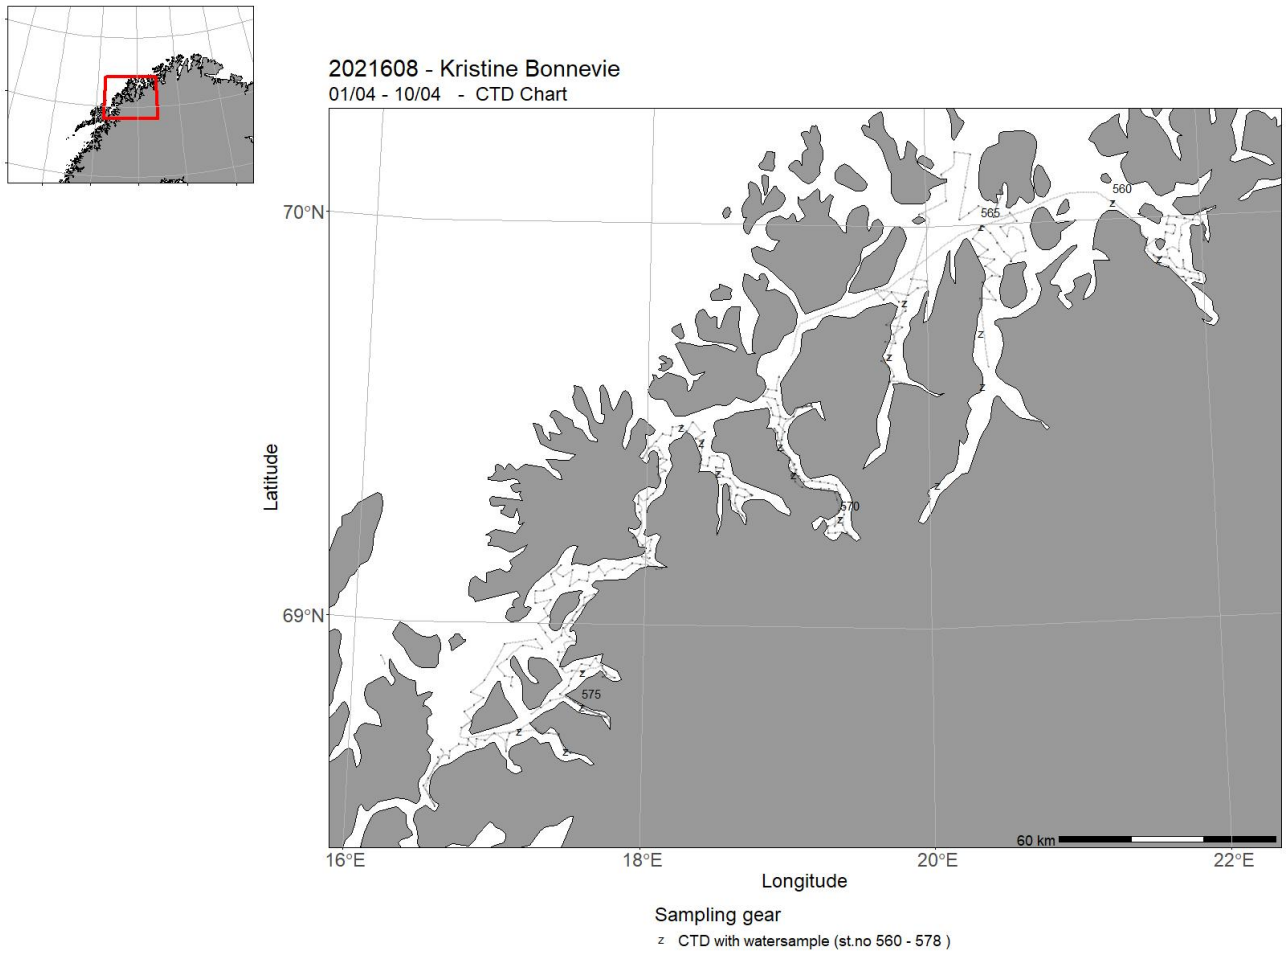 2021608 - Kristine Bonnevie
01/04 - 10/04 - CTD Chart
560
70°N
565
z
z
z
z
z
z
z
z
z
z
z
z
z
570
z
Latitude
69°N
z
575
z
z
z
60 km
16°E 18°E 20°E 22°E
Longitude
Sampling gear
z CTD with watersample (st.no 560 - 578 )